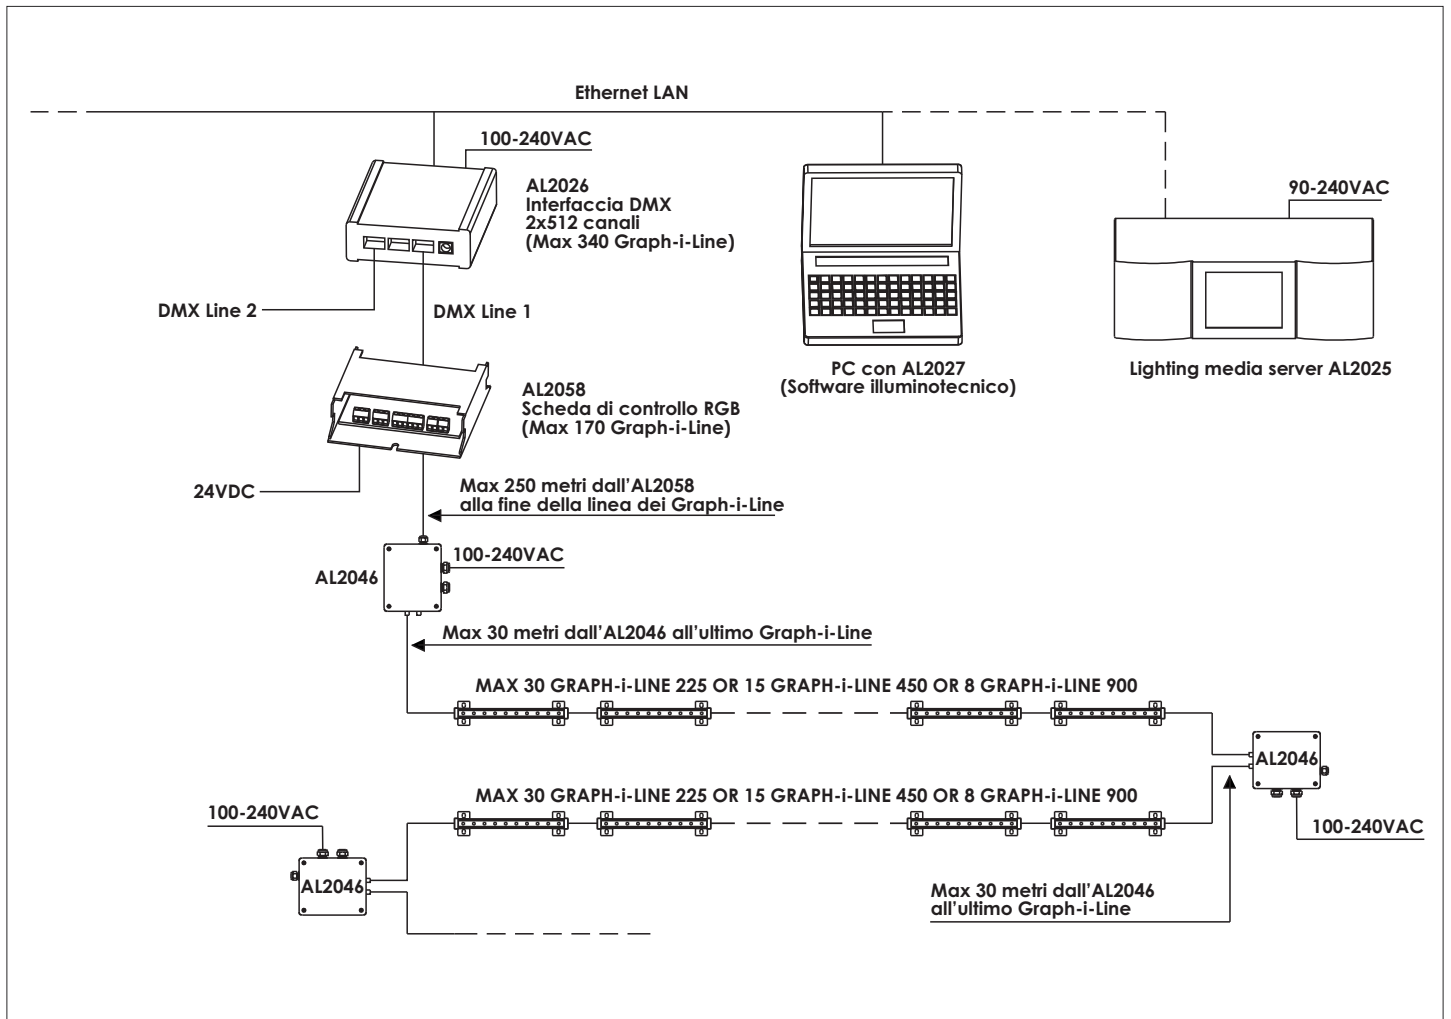 Ethernet LAN
100-240VAC
AL2026
Interfaccia DMX
2x512 canali
(Max 340 Graph-i-Line)
90-240VAC
DMX Line 2
DMX Line 1
PC con AL2027
(Software illuminotecnico)
Lighting media server AL2025
AL2058
Scheda di controllo RGB
(Max 170 Graph-i-Line)
24VDC
Max 250 metri dall'AL2058
alla fine della linea dei Graph-i-Line
100-240VAC
AL2046
Max 30 metri dall'AL2046 all'ultimo Graph-i-Line
MAX 30 GRAPH-i-LINE 225 OR 15 GRAPH-i-LINE 450 OR 8 GRAPH-i-LINE 900
AL2046
MAX 30 GRAPH-i-LINE 225 OR 15 GRAPH-i-LINE 450 OR 8 GRAPH-i-LINE 900
100-240VAC
100-240VAC
AL2046
Max 30 metri dall'AL2046
all'ultimo Graph-i-Line